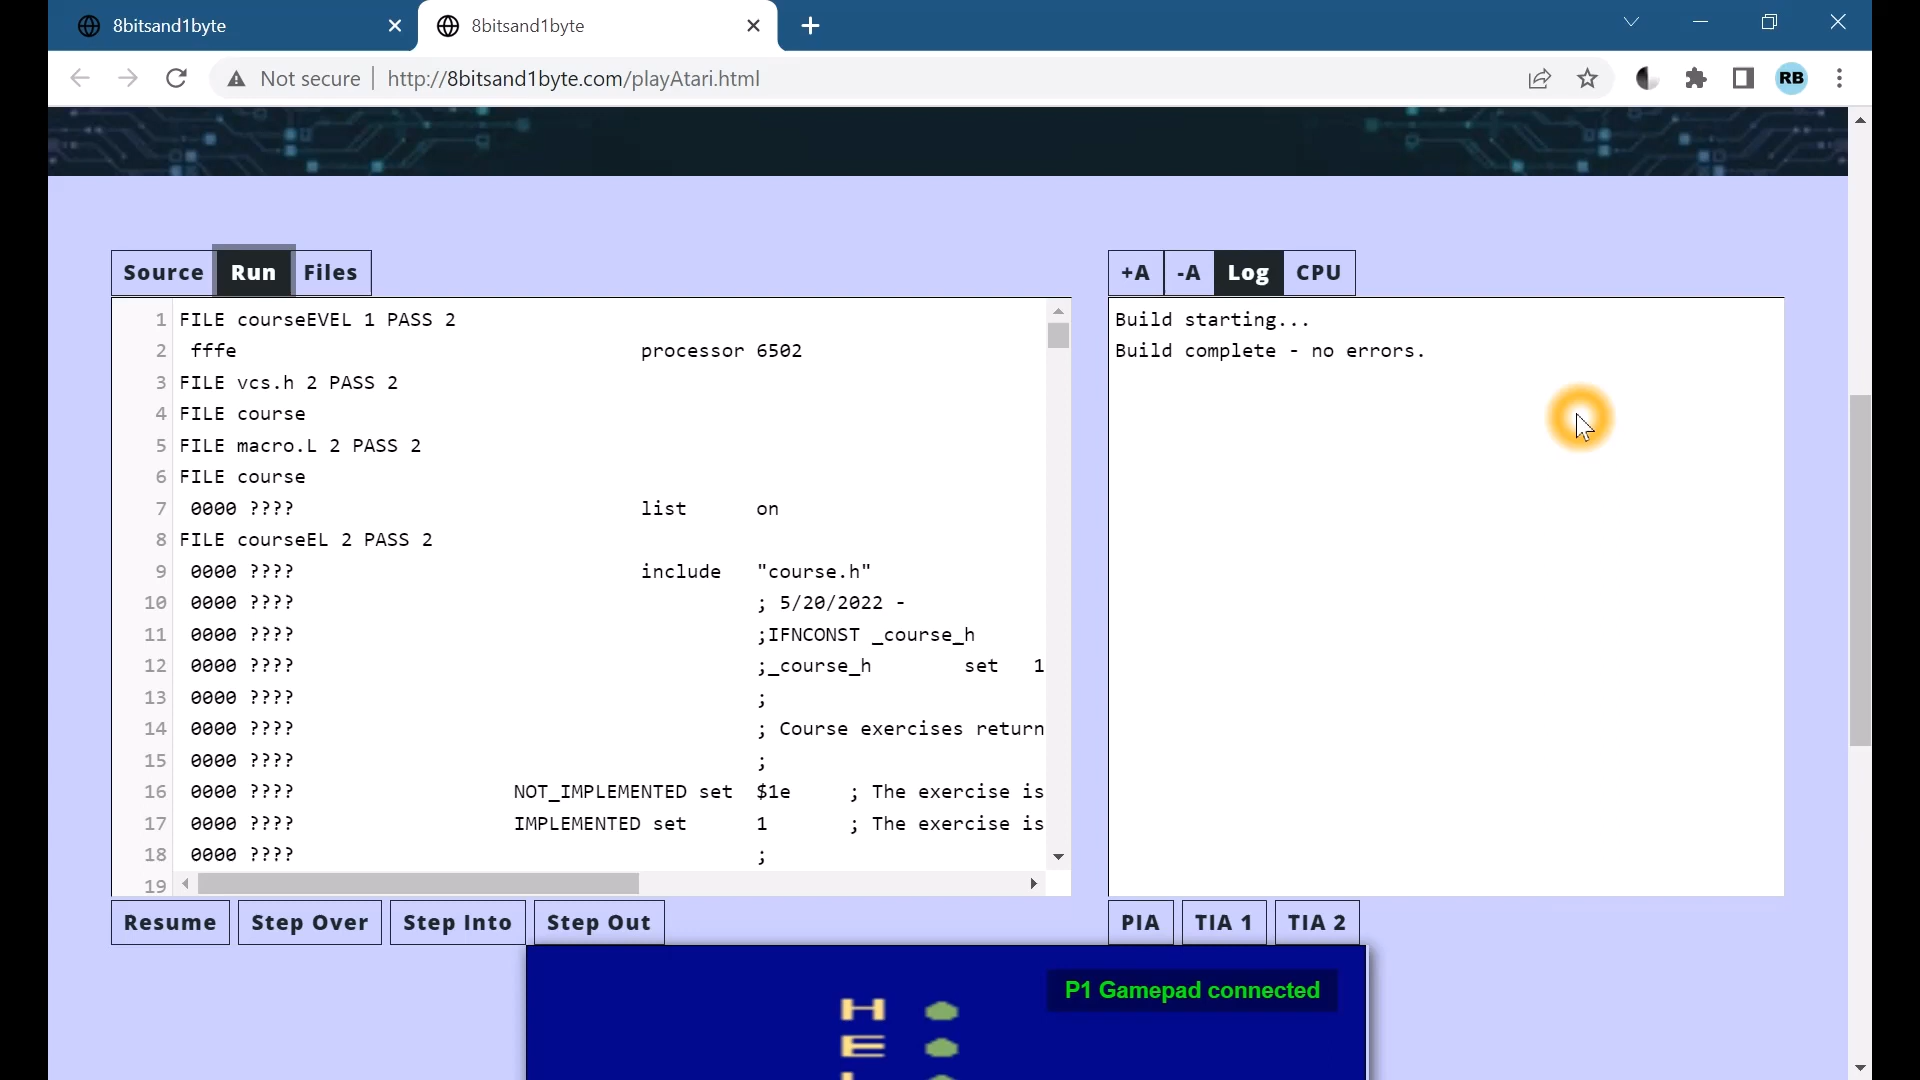 8bitsand1byte
8bitsand1byte
Not secure | http://8bitsand1byte.com/playAtari.html
RB
Source Run Files
+A -A Log CPU
1 FILE courseEVEL 1 PASS 2
2 fffe processor 6502
3 FILE vcs.h 2 PASS 2
4 FILE course
5 FILE macro.L 2 PASS 2
6 FILE course
7 0000 ???? list on
8 FILE courseEL 2 PASS 2
9 0000 ???? include "course.h"
10 0000 ???? ; 5/20/2022 -
11 0000 ???? ;IFNCONST _course_h
12 0000 ???? ;_course_h set 1
13 0000 ???? ;
14 0000 ???? ; Course exercises return
15 0000 ???? ;
16 0000 ???? NOT_IMPLEMENTED set $1e ; The exercise is
17 0000 ???? IMPLEMENTED set 1 ; The exercise is
18 0000 ???? ;
19
Build starting...
Build complete - no errors.
Resume Step Over Step Into Step Out
PIA TIA 1 TIA 2
P1 Gamepad connected
H
E